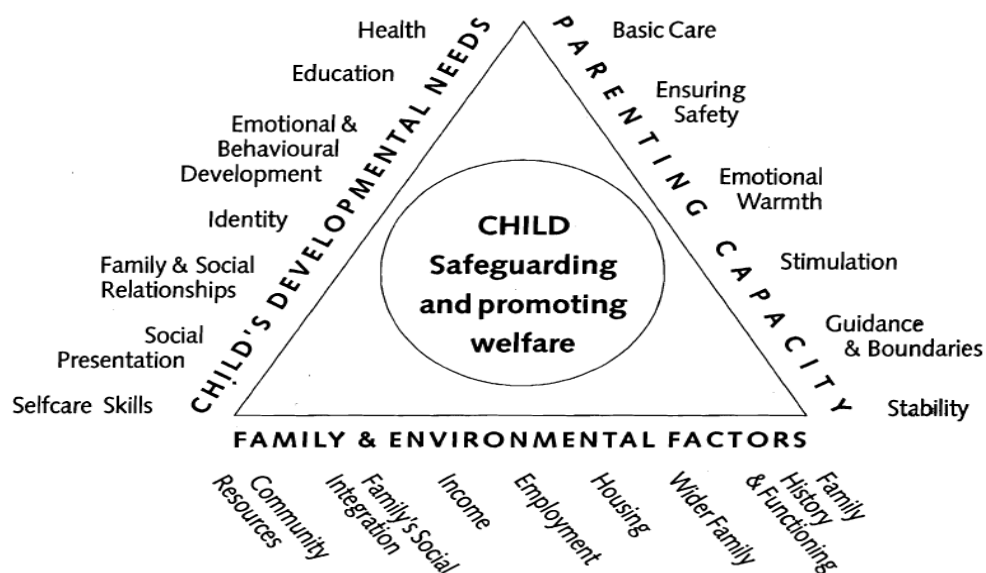 Health
Education
Emotional &
Behavioural
Development
Identity
Family & Social
Relationships
Social
Presentation
Selfcare Skills
CHILD'S DEVELOPMENTAL NEEDS
PARENTING CAPACITY
Basic Care
Ensuring
Safety
Emotional
Warmth
Stimulation
Guidance
& Boundaries
Stability
CHILD
Safeguarding
and promoting
welfare
FAMILY & ENVIRONMENTAL FACTORS
Community
Resources
Family's Social
Integration
Income
Employment
Housing
Wider Family
Family
History
& Functioning